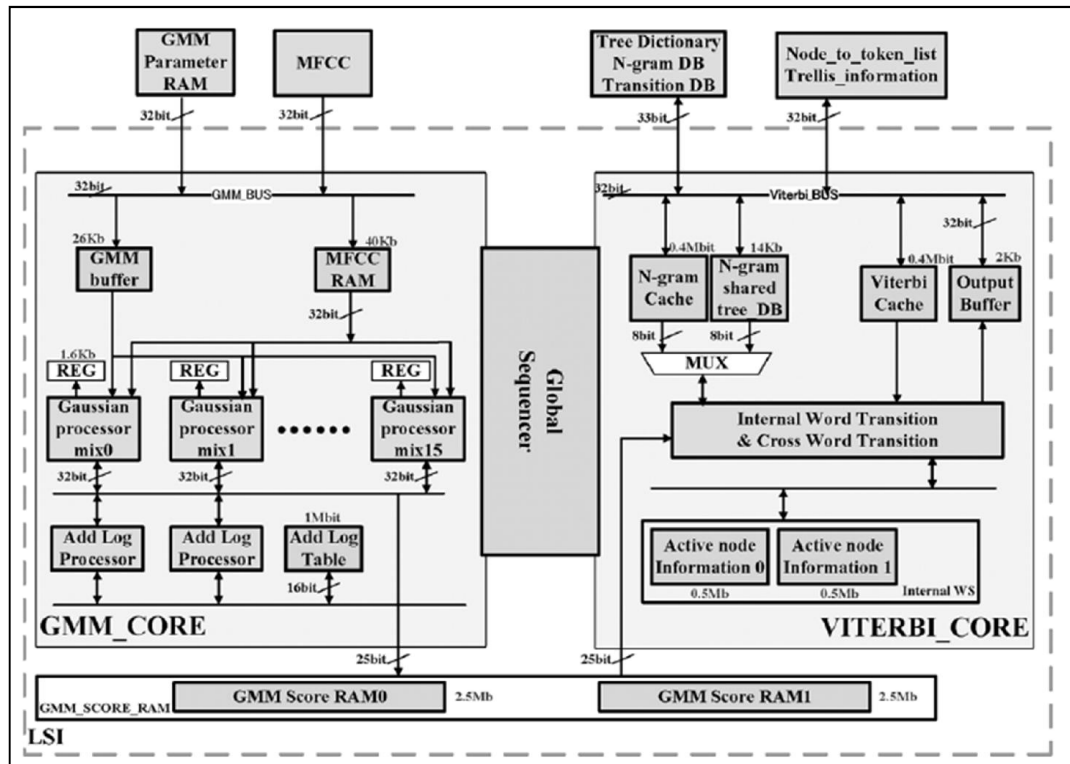 GMM
Parameter
RAM
MFCC
Tree Dictionary
N-gram DB
Transition DB
Node_to_token_list
Trellis_information
32bit
32bit
33bit
32bit
32bit
GMM_BUS
32bit
Viterbi_BUS
26Kb
GMM
buffer
40Kb
MFCC
RAM
32bit
0.4Mbit
N-gram
Cache
14Kb
N-gram
shared
tree_DB
0.4Mbit
Viterbi
Cache
32bit
2Kb
Output
Buffer
8bit
8bit
MUX
1.6Kb
REG
REG
REG
Gaussian
processor
mix0
Gaussian
processor
mix1
Gaussian
processor
mix15
32bit
32bit
32bit
Global
Sequencer
Internal Word Transition
& Cross Word Transition
Add Log
Processor
Add Log
Processor
1Mbit
Add Log
Table
16bit
Active node
Information 0
Active node
Information 1
0.5Mb
0.5Mb
Internal WS
GMM_CORE
VITERBI_CORE
25bit
25bit
GMM_SCORE_RAM
GMM Score RAM0
2.5Mb
GMM Score RAM1
2.5Mb
LSI